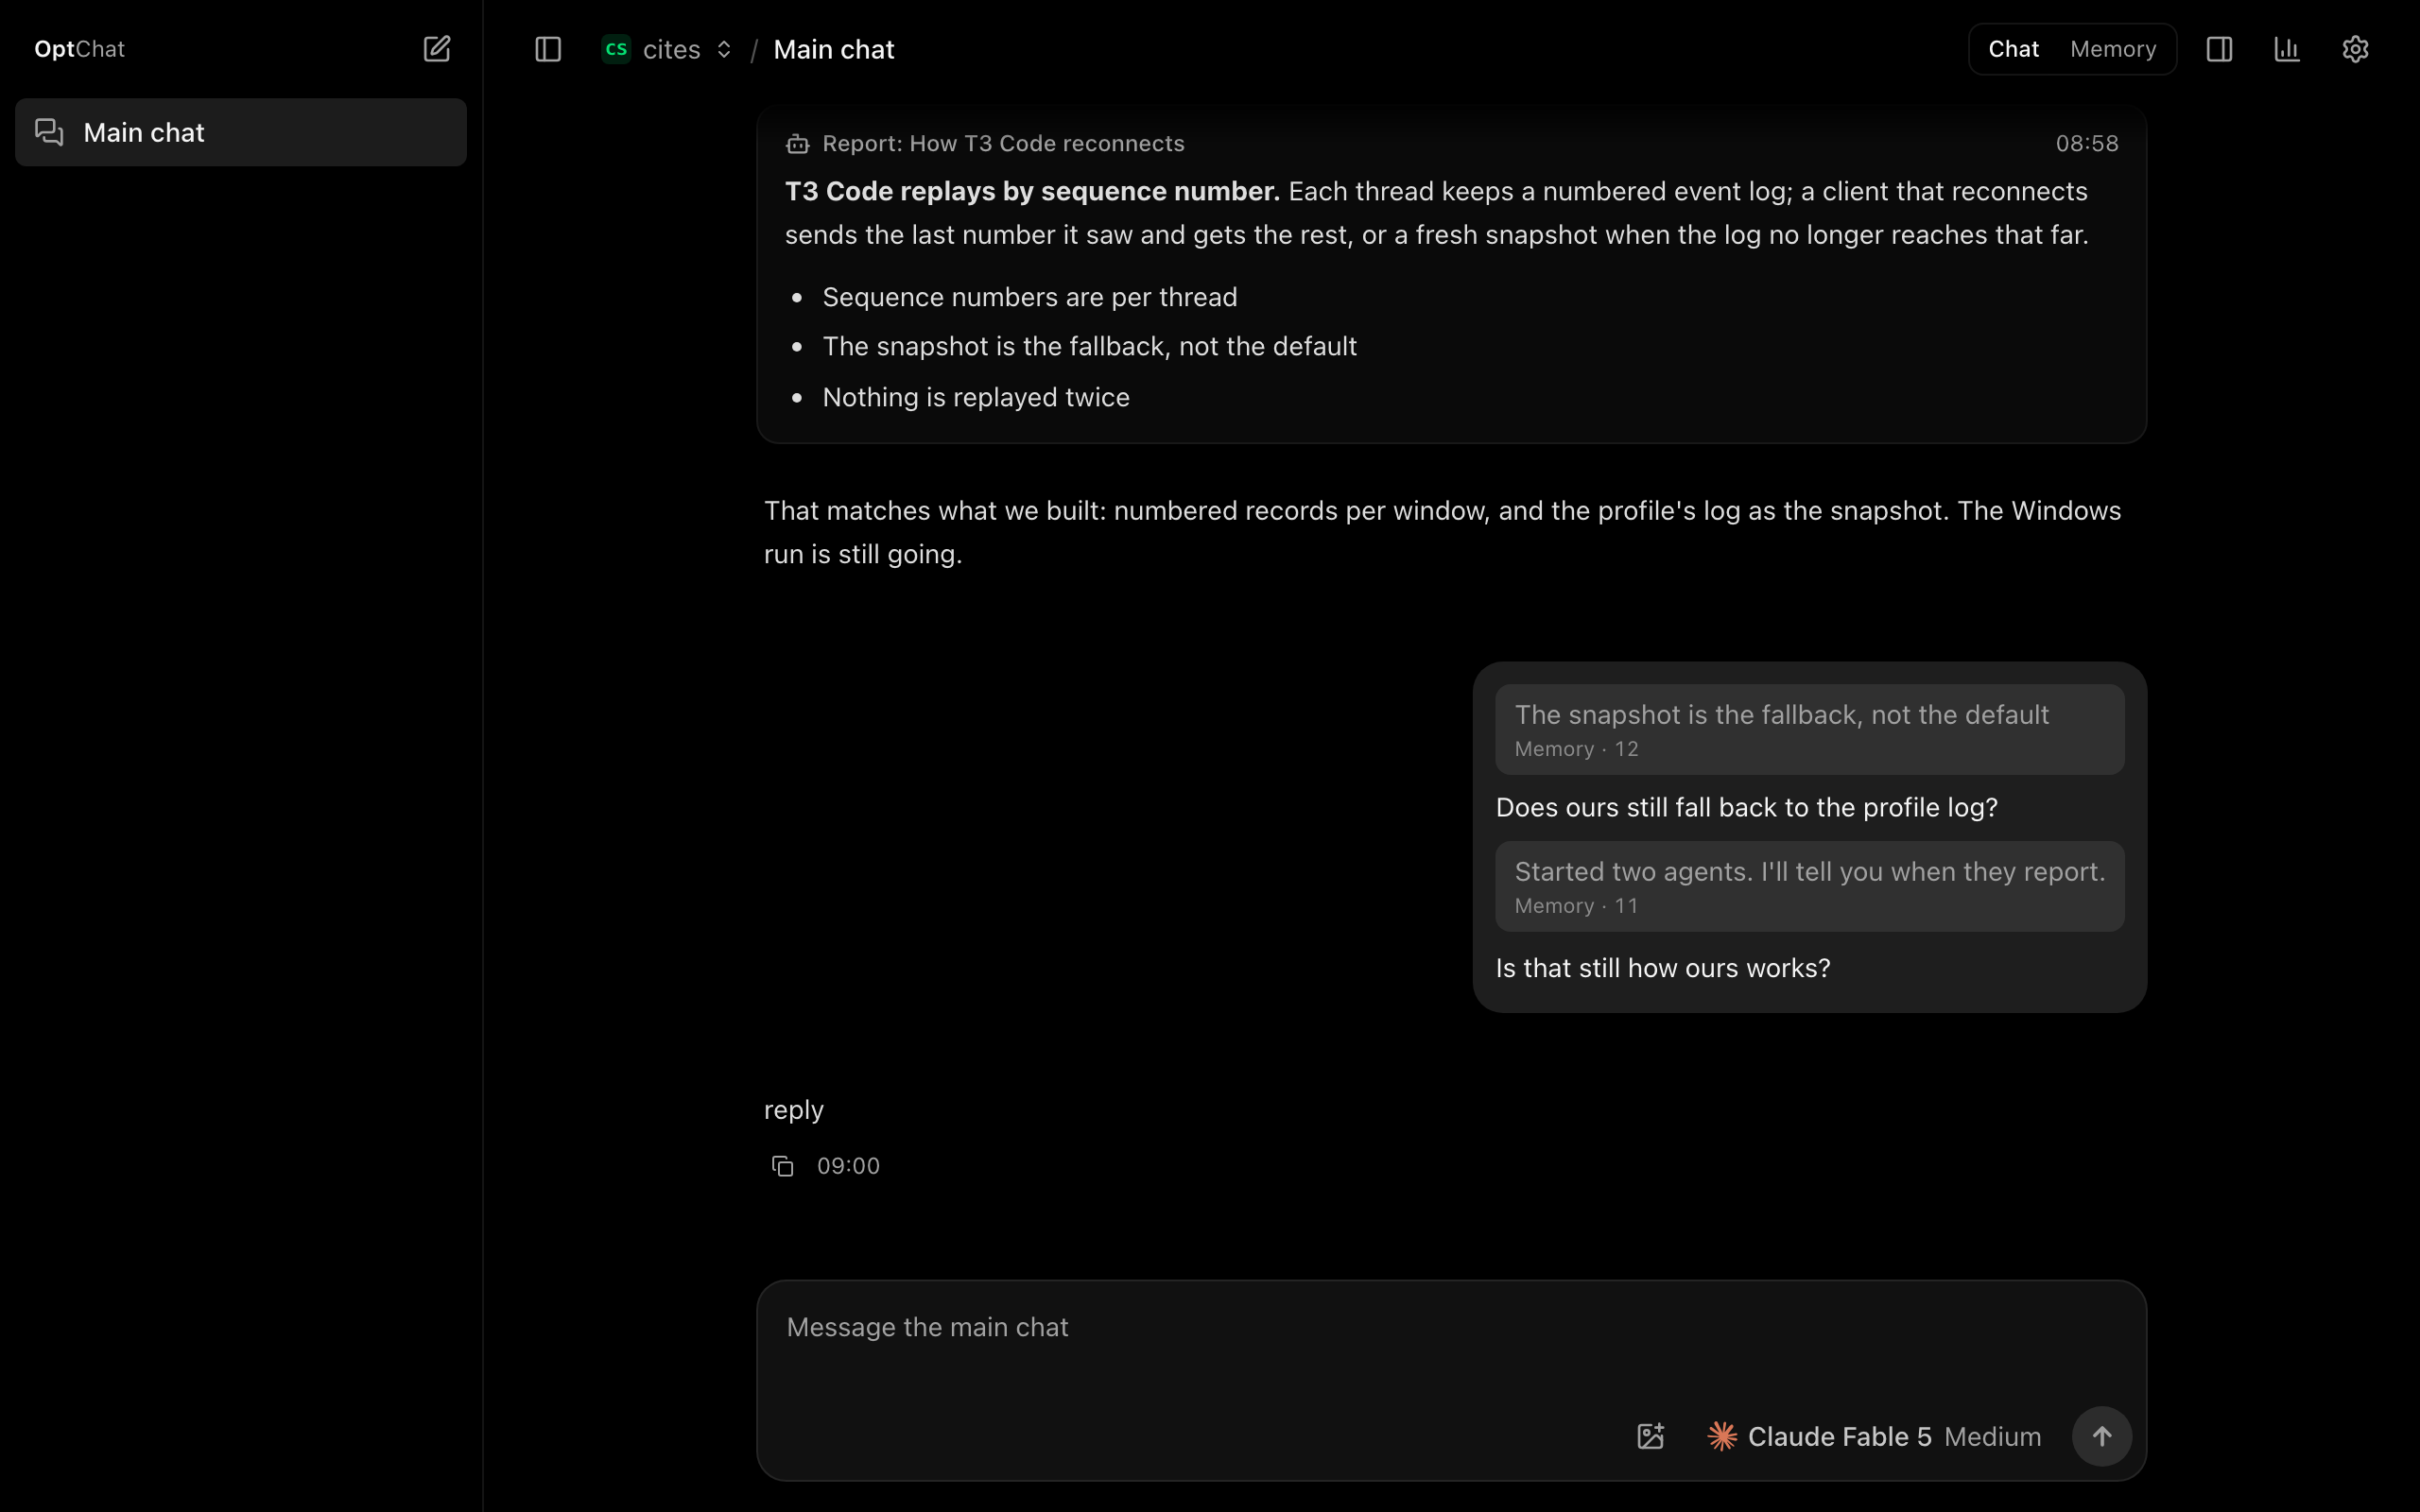 OptChat
Main chat
CS cites / Main chat
Chat Memory
Report: How T3 Code reconnects 08:58
T3 Code replays by sequence number. Each thread keeps a numbered event log; a client that reconnects
sends the last number it saw and gets the rest, or a fresh snapshot when the log no longer reaches that far.
• Sequence numbers are per thread
• The snapshot is the fallback, not the default
• Nothing is replayed twice
That matches what we built: numbered records per window, and the profile's log as the snapshot. The Windows
run is still going.
The snapshot is the fallback, not the default
Memory · 12
Does ours still fall back to the profile log?
Started two agents. I'll tell you when they report.
Memory · 11
Is that still how ours works?
reply
09:00
Message the main chat
Claude Fable 5 Medium